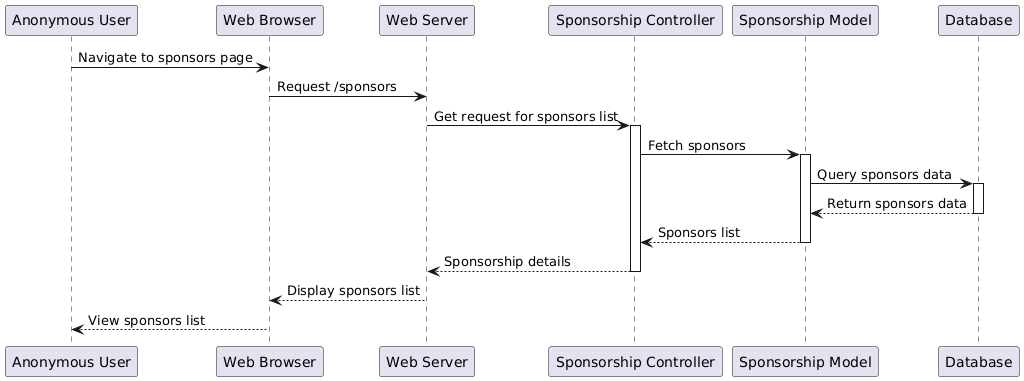 Anonymous User Web Browser Web Server Sponsorship Controller Sponsorship Model Database
Navigate to sponsors page
Request /sponsors
Get request for sponsors list
Fetch sponsors
Query sponsors data
Return sponsors data
Sponsors list
Sponsorship details
Display sponsors list
View sponsors list
Anonymous User Web Browser Web Server Sponsorship Controller Sponsorship Model Database